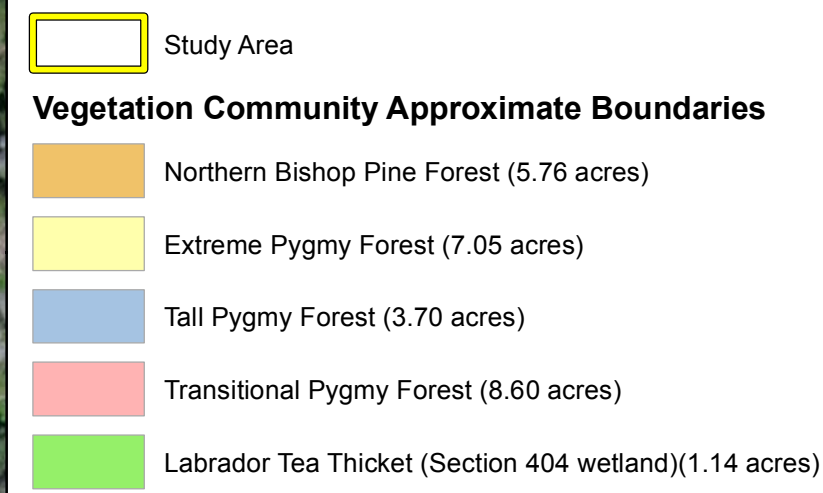 Study Area
Vegetation Community Approximate Boundaries
Northern Bishop Pine Forest (5.76 acres)
Extreme Pygmy Forest (7.05 acres)
Tall Pygmy Forest (3.70 acres)
Transitional Pygmy Forest (8.60 acres)
Labrador Tea Thicket (Section 404 wetland)(1.14 acres)